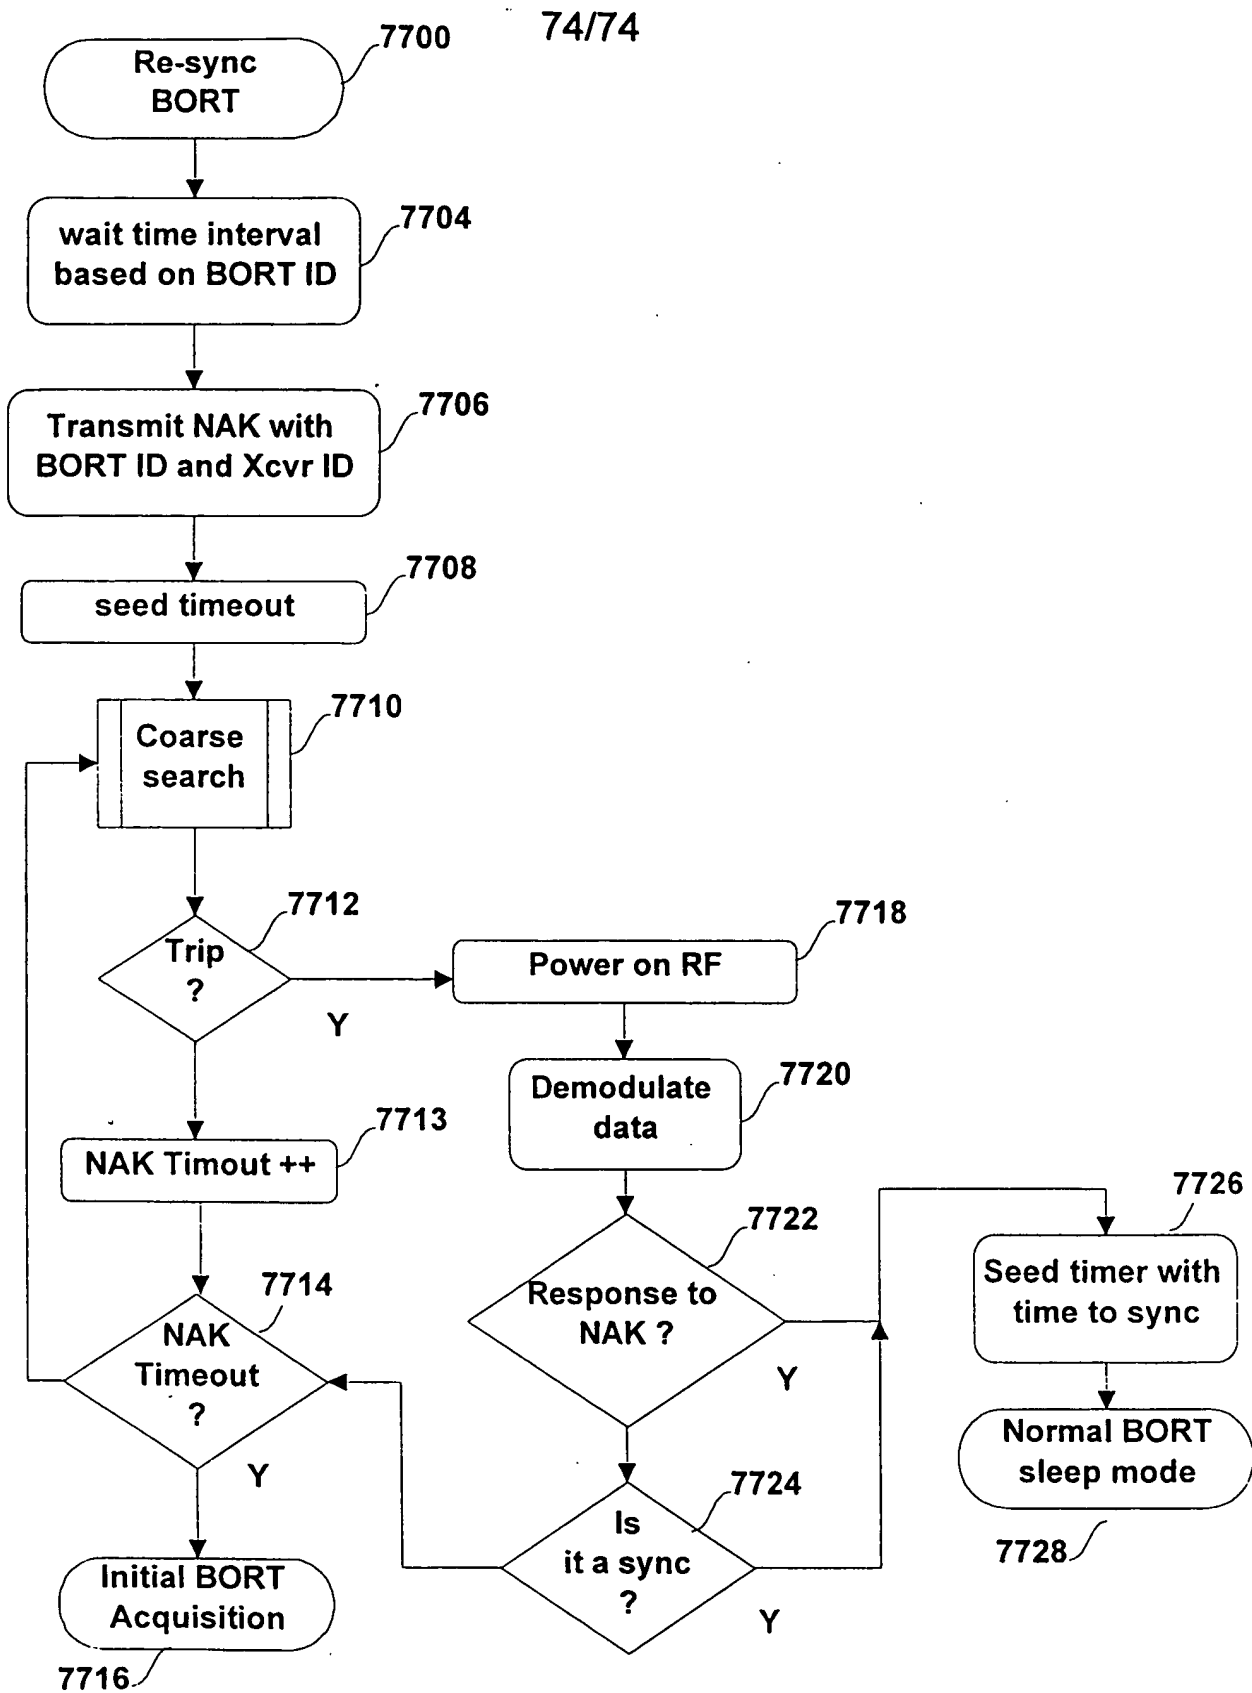 74/74
7700
Re-sync
BORT
7704
wait time interval
based on BORT ID
7706
Transmit NAK with
BORT ID and Xcvr ID
7708
seed timeout
7710
Coarse
search
7712
Trip
?
Y
7718
Power on RF
7720
Demodulate
data
7713
NAK Timout ++
7722
Response to
NAK ?
Y
7726
Seed timer with
time to sync
7714
NAK
Timeout
?
Y
7724
Is
it a sync
?
Y
Normal BORT
sleep mode
7728
Initial BORT
Acquisition
7716